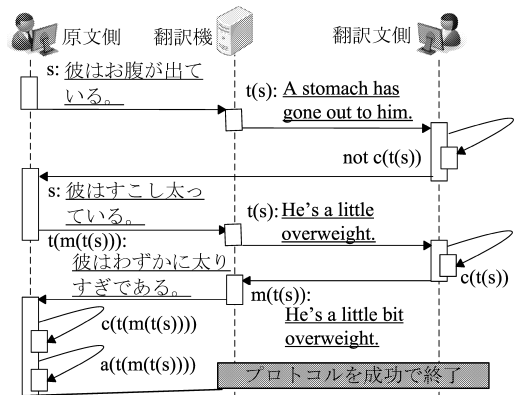 原文側
翻訳機
翻訳文側
s: 彼はお腹が出て
いる。
t(s): A stomach has
gone out to him.
not c(t(s))
s: 彼はすこし太っ
ている。
t(s): He's a little
overweight.
t(m(t(s))):
彼はわずかに太り
すぎである。
c(t(s))
m(t(s)):
He's a little bit
overweight.
c(t(m(t(s))))
a(t(m(t(s))))
プロトコルを成功で終了